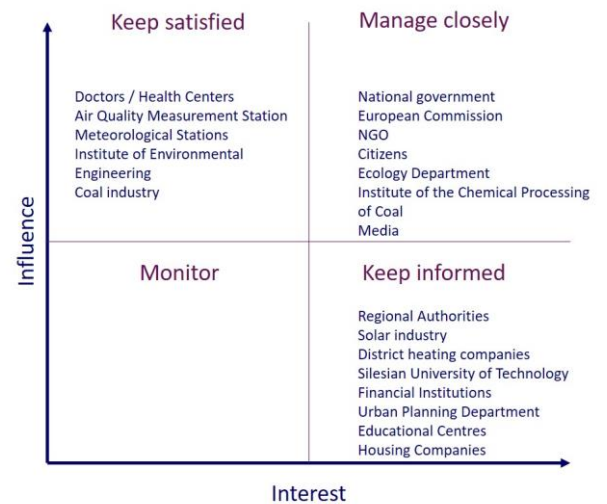 Keep satisfied
Doctors / Health Centers
Air Quality Measurement Station
Meteorological Stations
Institute of Environmental
Engineering
Coal industry
Manage closely
National government
European Commission
NGO
Citizens
Ecology Department
Institute of the Chemical Processing
of Coal
Media
Influence
Monitor
Keep informed
Regional Authorities
Solar industry
District heating companies
Silesian University of Technology
Financial Institutions
Urban Planning Department
Educational Centres
Housing Companies
Interest